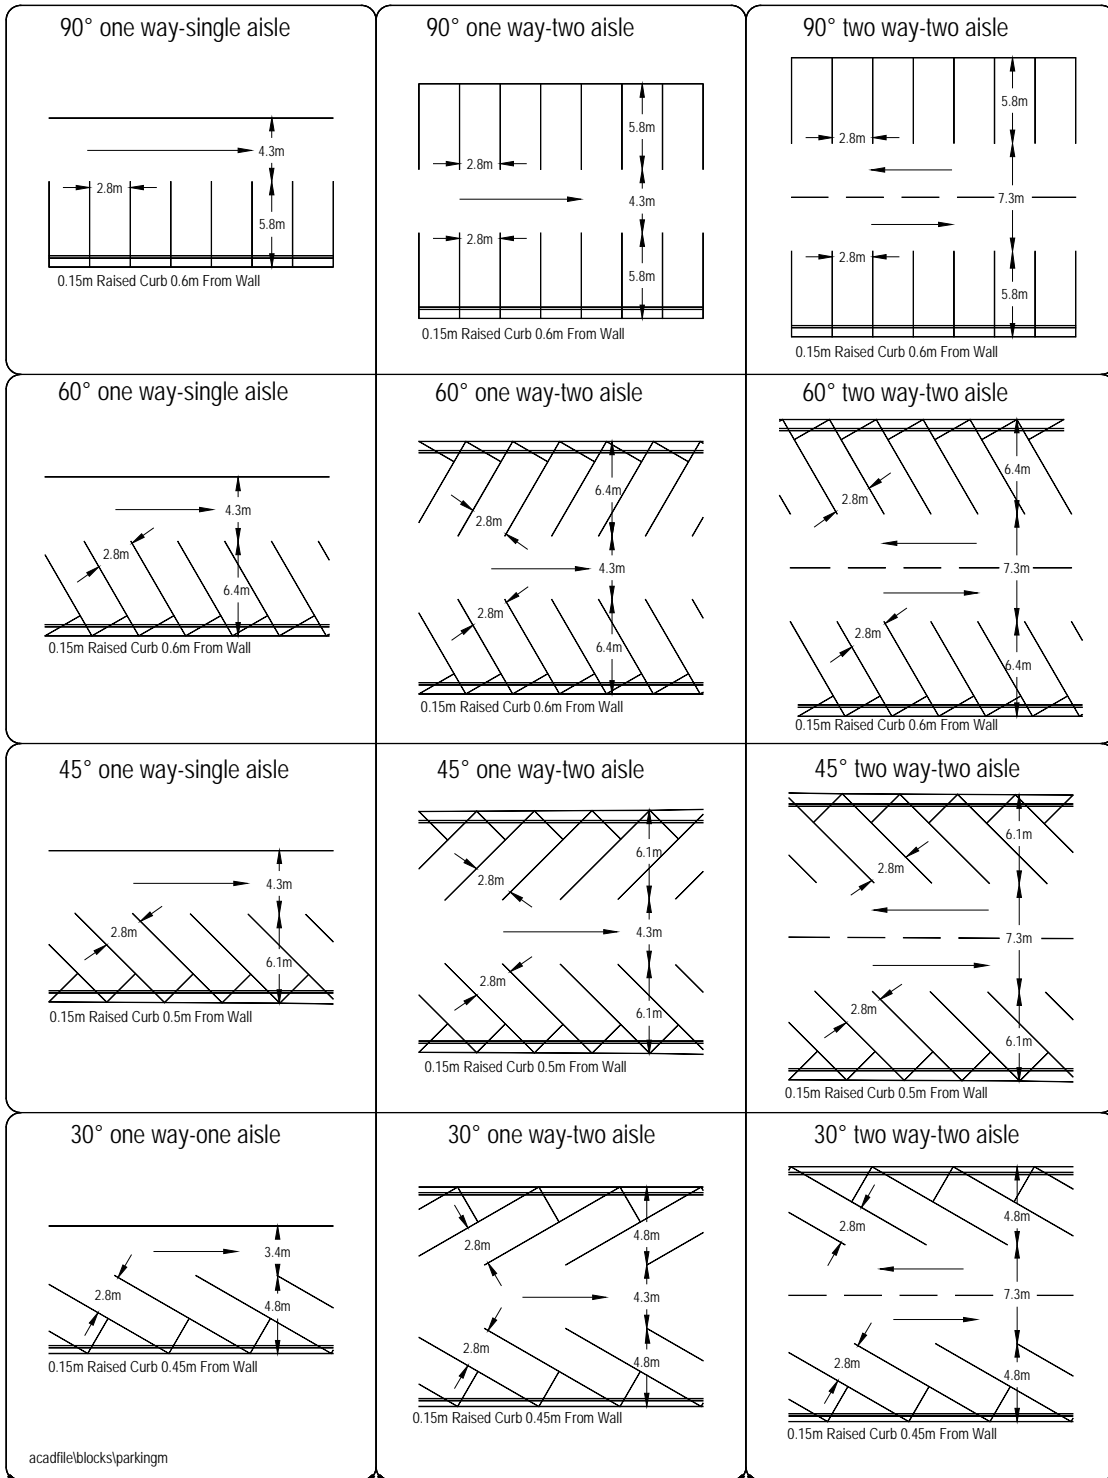 90° one way-single aisle
4.3m
2.8m
5.8m
0.15m Raised Curb 0.6m From Wall
90° one way-two aisle
5.8m
2.8m
4.3m
2.8m
5.8m
0.15m Raised Curb 0.6m From Wall
90° two way-two aisle
5.8m
2.8m
7.3m
2.8m
5.8m
0.15m Raised Curb 0.6m From Wall
60° one way-single aisle
4.3m
2.8m
6.4m
0.15m Raised Curb 0.6m From Wall
60° one way-two aisle
6.4m
2.8m
4.3m
2.8m
6.4m
0.15m Raised Curb 0.6m From Wall
60° two way-two aisle
6.4m
2.8m
7.3m
2.8m
6.4m
0.15m Raised Curb 0.6m From Wall
45° one way-single aisle
4.3m
2.8m
6.1m
0.15m Raised Curb 0.5m From Wall
45° one way-two aisle
6.1m
2.8m
4.3m
2.8m
6.1m
0.15m Raised Curb 0.5m From Wall
45° two way-two aisle
6.1m
2.8m
7.3m
2.8m
6.1m
0.15m Raised Curb 0.5m From Wall
30° one way-one aisle
3.4m
2.8m
4.8m
0.15m Raised Curb 0.45m From Wall
30° one way-two aisle
4.8m
2.8m
4.3m
2.8m
4.8m
0.15m Raised Curb 0.45m From Wall
30° two way-two aisle
4.8m
2.8m
7.3m
2.8m
4.8m
0.15m Raised Curb 0.45m From Wall
acadfile\blocks\parkingm